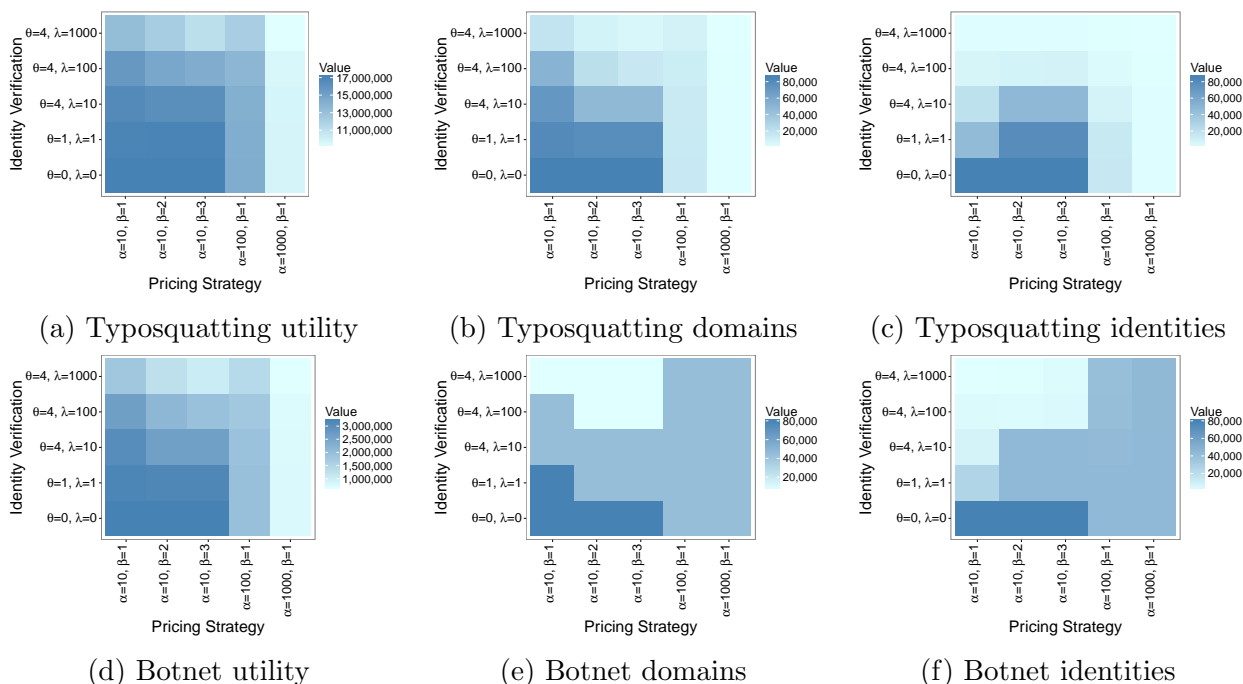 Identity Verification
θ=4, λ=1000
θ=4, λ=100
θ=4, λ=10
θ=1, λ=1
θ=0, λ=0
α=10, β=1
α=10, β=2
α=10, β=3
α=100, β=1
α=1000, β=1
Pricing Strategy
Value
17,000,000
15,000,000
13,000,000
11,000,000
(a) Typosquatting utility
Identity Verification
θ=4, λ=1000
θ=4, λ=100
θ=4, λ=10
θ=1, λ=1
θ=0, λ=0
α=10, β=1
α=10, β=2
α=10, β=3
α=100, β=1
α=1000, β=1
Pricing Strategy
Value
80,000
60,000
40,000
20,000
(b) Typosquatting domains
Identity Verification
θ=4, λ=1000
θ=4, λ=100
θ=4, λ=10
θ=1, λ=1
θ=0, λ=0
α=10, β=1
α=10, β=2
α=10, β=3
α=100, β=1
α=1000, β=1
Pricing Strategy
Value
80,000
60,000
40,000
20,000
(c) Typosquatting identities
Identity Verification
θ=4, λ=1000
θ=4, λ=100
θ=4, λ=10
θ=1, λ=1
θ=0, λ=0
α=10, β=1
α=10, β=2
α=10, β=3
α=100, β=1
α=1000, β=1
Pricing Strategy
Value
3,000,000
2,500,000
2,000,000
1,500,000
1,000,000
(d) Botnet utility
Identity Verification
θ=4, λ=1000
θ=4, λ=100
θ=4, λ=10
θ=1, λ=1
θ=0, λ=0
α=10, β=1
α=10, β=2
α=10, β=3
α=100, β=1
α=1000, β=1
Pricing Strategy
Value
80,000
60,000
40,000
20,000
(e) Botnet domains
Identity Verification
θ=4, λ=1000
θ=4, λ=100
θ=4, λ=10
θ=1, λ=1
θ=0, λ=0
α=10, β=1
α=10, β=2
α=10, β=3
α=100, β=1
α=1000, β=1
Pricing Strategy
Value
80,000
60,000
40,000
20,000
(f) Botnet identities